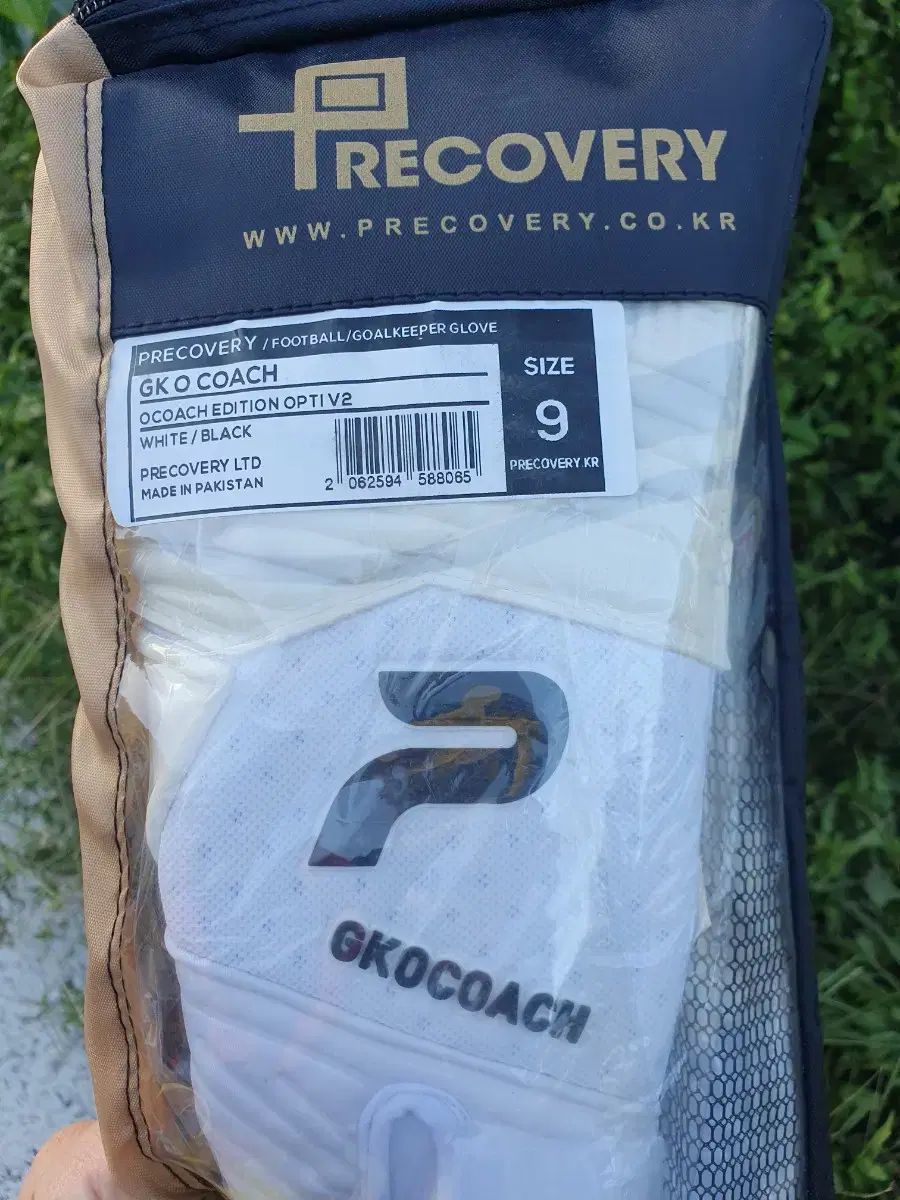 PRECOVERY
WWW.PRECOVERY.CO.KR
PRECOVERY / FOOTBALL/GOALKEEPER GLOVE
GK O COACH
OCOACH EDITION OPTI V2
WHITE / BLACK
PRECOVERY LTD
MADE IN PAKISTAN
2 062594 588065
SIZE
9
PRECOVERY.KR
P
GKOCOACH